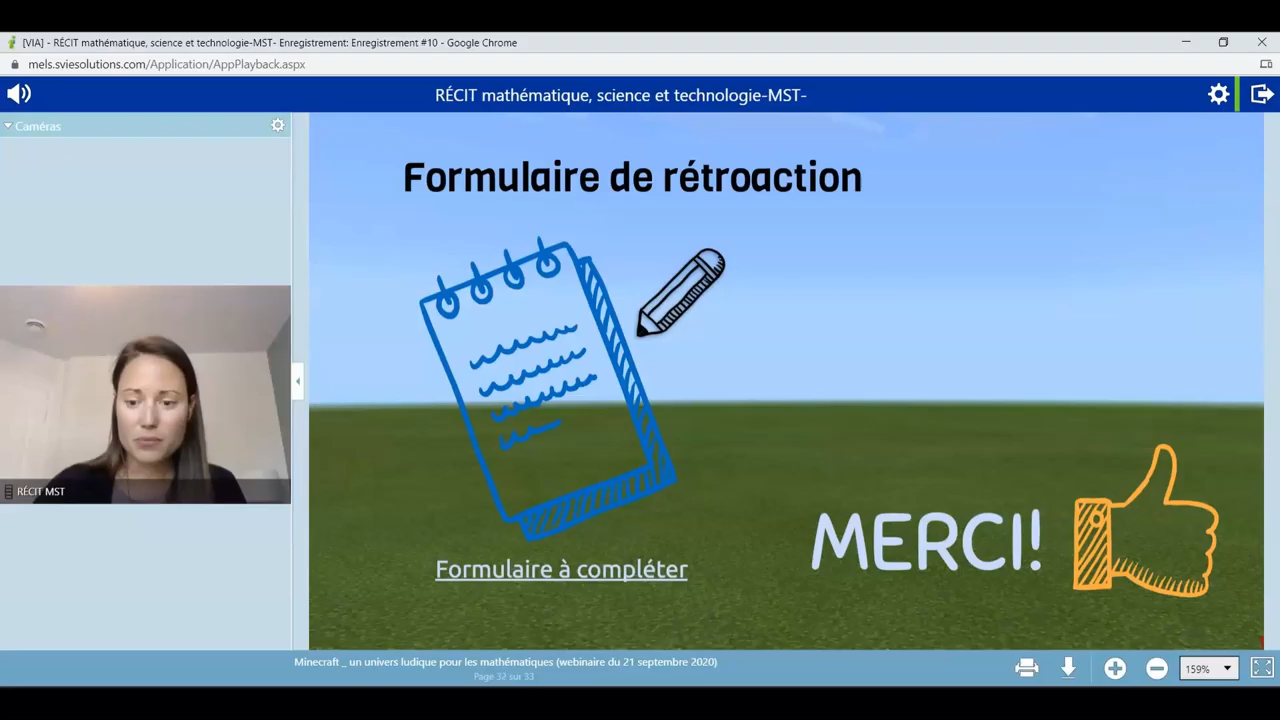 [VIA] - RÉCIT mathématique, science et technologie-MST- Enregistrement: Enregistrement #10 - Google Chrome
mels.sviesolutions.com/Application/AppPlayback.aspx
RÉCIT mathématique, science et technologie-MST-
Caméras
Formulaire de rétroaction
RÉCIT MST
MERCI!
Formulaire à compléter
Minecraft _ un univers ludique pour les mathématiques (webinaire du 21 septembre 2020)
Page 32 sur 33
159%